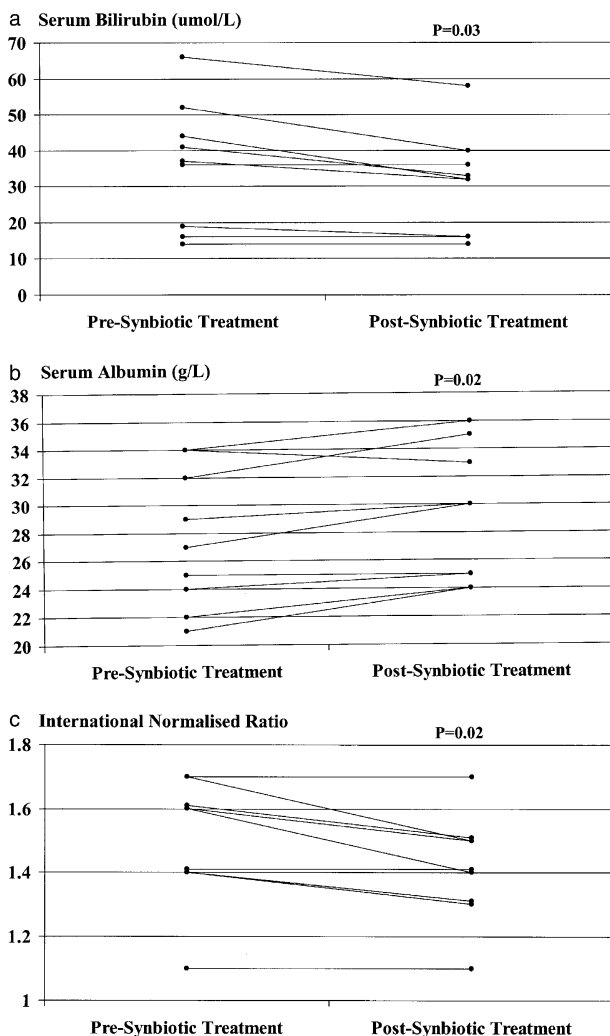 a Serum Bilirubin (umol/L)
P=0.03
70
60
50
40
30
20
10
0
Pre-Synbiotic Treatment Post-Synbiotic Treatment
b Serum Albumin (g/L)
P=0.02
38
36
34
32
30
28
26
24
22
20
Pre-Synbiotic Treatment Post-Synbiotic Treatment
c International Normalised Ratio
P=0.02
1.8
1.6
1.4
1.2
1
Pre-Synbiotic Treatment Post-Synbiotic Treatment